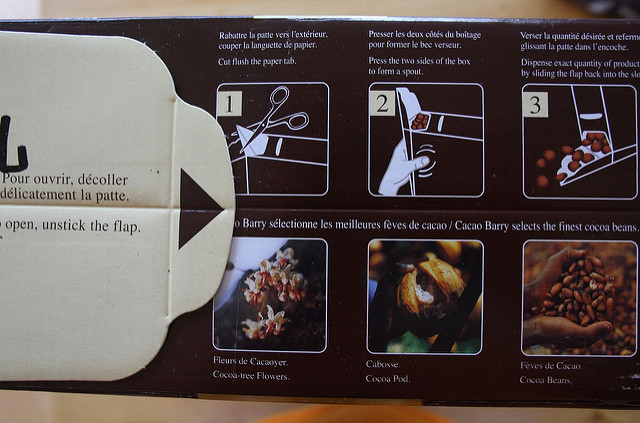 Rabattre la patte vers l'extérieur,
couper la languette de papier.
Cut flush the paper tab.
Presser les deux côtés du boitage
pour former le bec verseur.
Press the two sides of the box
to form a spout.
Verser la quantité désirée et referm
glissant la patte dans l'encoche.
Dispense exact quantity of product
by sliding the flap back into the slo
1
2
3
Pour ouvrir, décoller
délicatement la patte.
open, unstick the flap.
o Barry sélectionne les meilleures fèves de cacao / Cacao Barry selects the finest cocoa beans.
Fleurs de Cacaoyer.
Cocoa-tree Flowers.
Cabosse.
Cocoa Pod.
Fèves de Cacao.
Cocoa Beans.